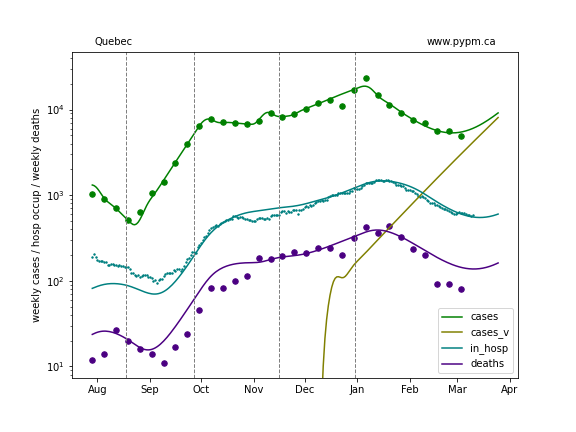 Quebec
www.pypm.ca
weekly cases / hosp occup / weekly deaths
10⁴
10³
10²
10¹
Aug Sep Oct Nov Dec Jan Feb Mar Apr
cases
cases_v
in_hosp
deaths